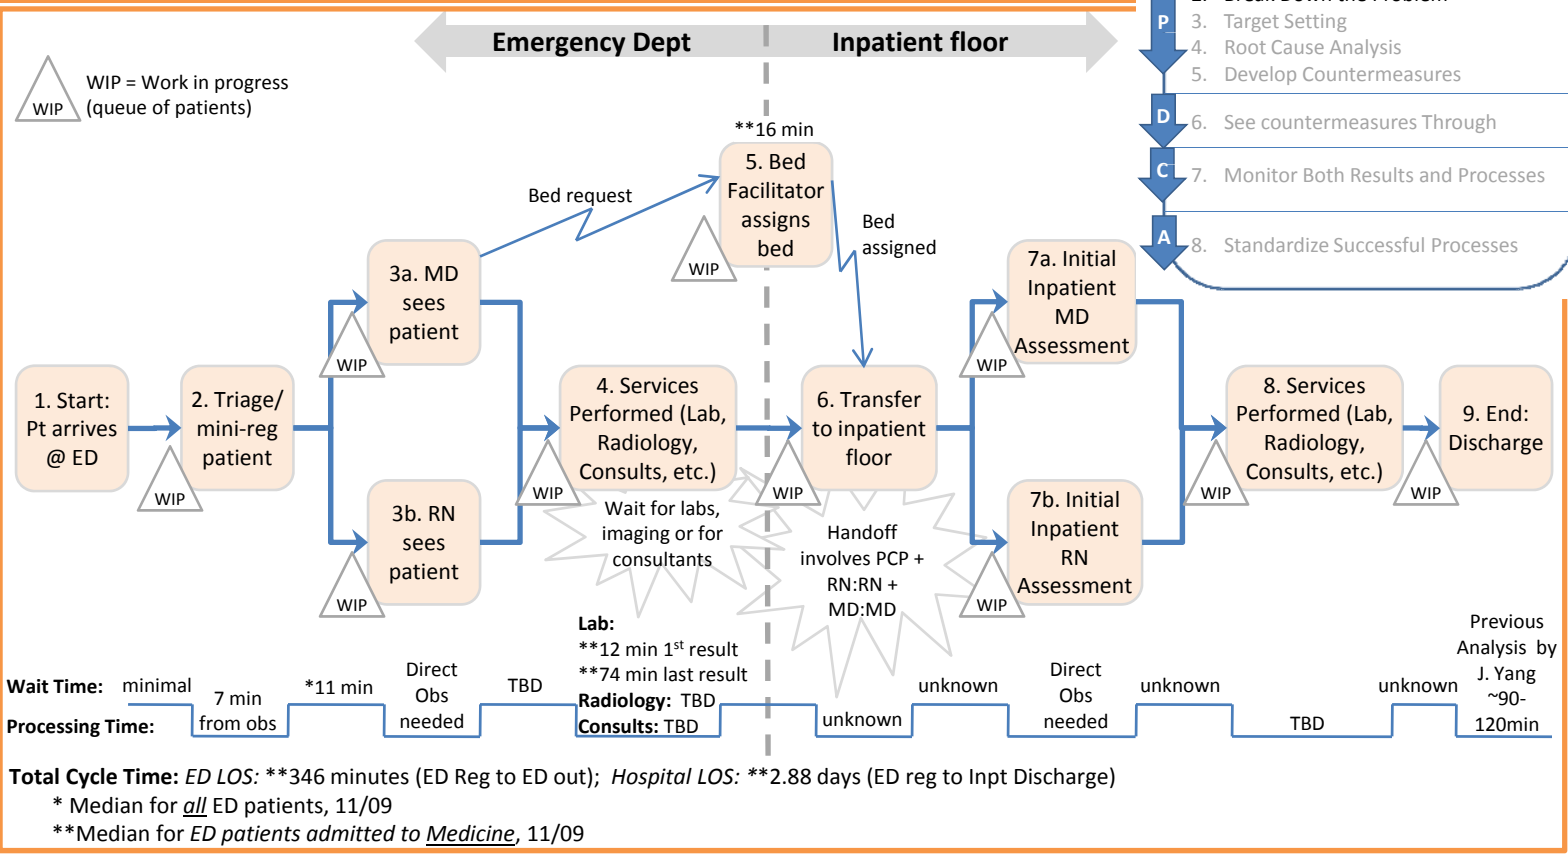 Emergency Dept
Inpatient floor
WIP
WIP = Work in progress
(queue of patients)
2. Break Down the Problem
P
3. Target Setting
4. Root Cause Analysis
5. Develop Countermeasures
D
6. See countermeasures Through
C
7. Monitor Both Results and Processes
A
8. Standardize Successful Processes
**16 min
5. Bed
Facilitator
assigns
bed
WIP
Bed request
Bed
assigned
1. Start:
Pt arrives
@ ED
2. Triage/
mini-reg
patient
WIP
3a. MD
sees
patient
WIP
3b. RN
sees
patient
WIP
4. Services
Performed (Lab,
Radiology,
Consults, etc.)
WIP
Wait for labs,
imaging or for
consultants
6. Transfer
to inpatient
floor
WIP
Handoff
involves PCP +
RN:RN +
MD:MD
7a. Initial
Inpatient
MD
Assessment
WIP
7b. Initial
Inpatient
RN
Assessment
WIP
8. Services
Performed (Lab,
Radiology,
Consults, etc.)
WIP
9. End:
Discharge
WIP
Wait Time:
Processing Time:
minimal
7 min
from obs
*11 min
Direct
Obs
needed
TBD
Lab:
**12 min 1st result
**74 min last result
Radiology: TBD
Consults: TBD
unknown
unknown
Direct
Obs
needed
unknown
TBD
unknown
Previous
Analysis by
J. Yang
~90-
120min
Total Cycle Time: ED LOS: **346 minutes (ED Reg to ED out); Hospital LOS: **2.88 days (ED reg to Inpt Discharge)
* Median for all ED patients, 11/09
**Median for ED patients admitted to Medicine, 11/09